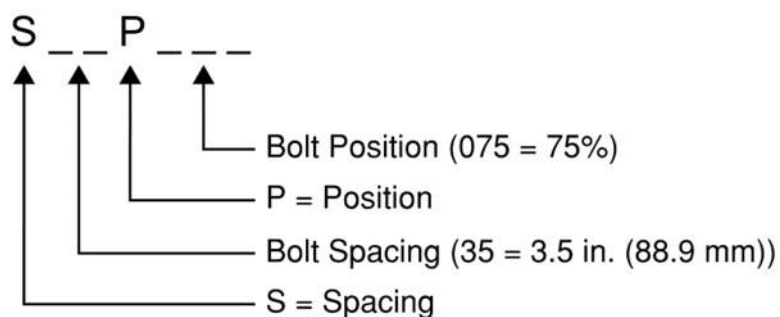 S _ _ P _ _ _
Bolt Position (075 = 75%)
P = Position
Bolt Spacing (35 = 3.5 in. (88.9 mm))
S = Spacing